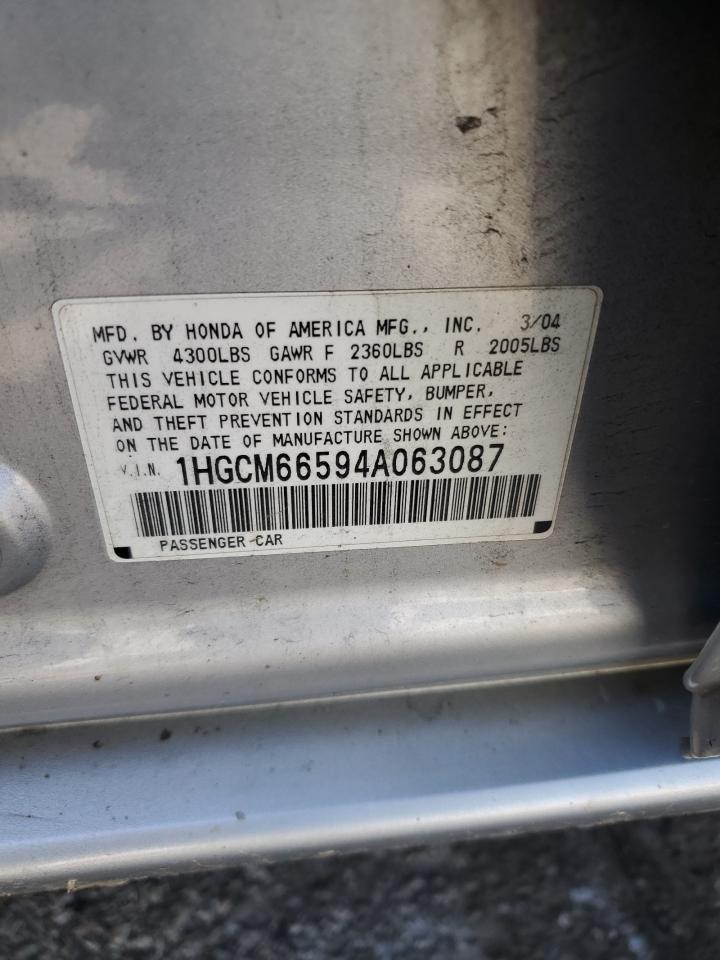 MFD. BY HONDA OF AMERICA MFG., INC. 3/04
GVWR 4300LBS GAWR F 2360LBS R 2005LBS
THIS VEHICLE CONFORMS TO ALL APPLICABLE
FEDERAL MOTOR VEHICLE SAFETY, BUMPER,
AND THEFT PREVENTION STANDARDS IN EFFECT
ON THE DATE OF MANUFACTURE SHOWN ABOVE:
V.I.N. 1HGCM66594A063087
PASSENGER CAR